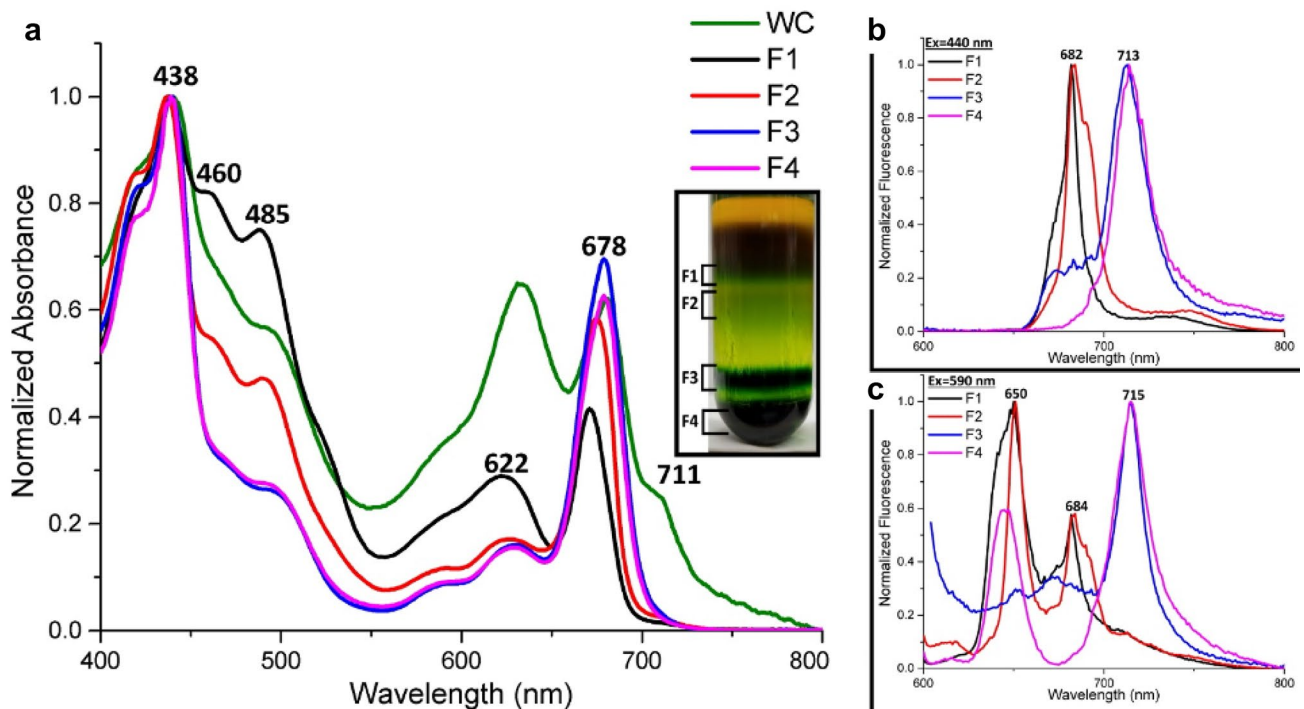 a
WC
F1
F2
F3
F4
438
460
485
622
678
711
1.0
0.8
0.6
0.4
0.2
0.0
Normalized Absorbance
400
500
600
700
800
Wavelength (nm)
F1
F2
F3
F4
b
Ex=440 nm
F1
F2
F3
F4
682
713
1.0
0.8
0.6
0.4
0.2
0.0
Normalized Fluorescence
600
700
800
Wavelength (nm)
c
Ex=590 nm
F1
F2
F3
F4
650
684
715
1.0
0.8
0.6
0.4
0.2
0.0
Normalized Fluorescence
600
700
800
Wavelength (nm)